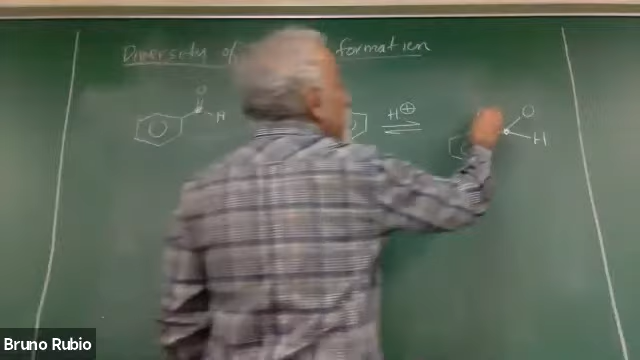 Diversity of formation
O
H
H⊕ ⇌
O
H
Bruno Rubio